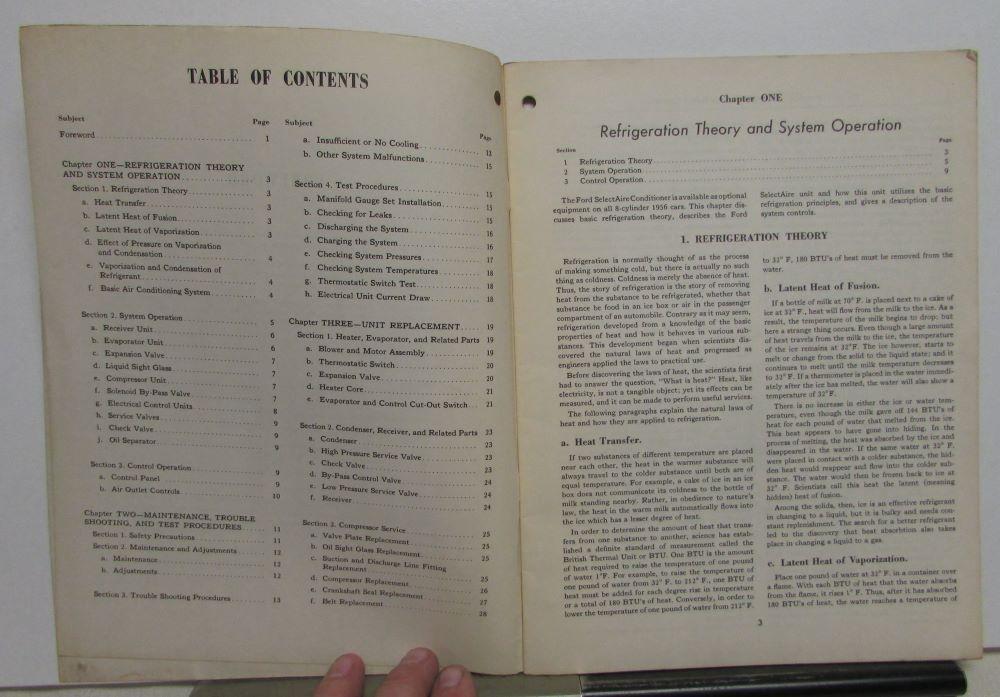 TABLE OF CONTENTS
Subject Page
Foreword 1
Chapter ONE—REFRIGERATION THEORY
AND SYSTEM OPERATION 3
Section 1. Refrigeration Theory 3
a. Heat Transfer 3
b. Latent Heat of Fusion 3
c. Latent Heat of Vaporization 3
d. Effect of Pressure on Vaporization
and Condensation 4
e. Vaporization and Condensation of
Refrigerant 4
f. Basic Air Conditioning System 4
Section 2. System Operation 5
a. Receiver Unit 6
b. Evaporator Unit 6
c. Expansion Valve 7
d. Liquid Sight Glass 7
e. Compressor Unit 7
f. Solenoid By-Pass Valve 7
g. Electrical Control Units 8
h. Service Valves 9
i. Check Valve 9
j. Oil Separator 9
Section 3. Control Operation 9
a. Control Panel 9
b. Air Outlet Controls 10
Chapter TWO—MAINTENANCE, TROUBLE
SHOOTING, AND TEST PROCEDURES 11
Section 1. Safety Precautions 11
Section 2. Maintenance and Adjustments 12
a. Maintenance 12
b. Adjustments 12
Section 3. Trouble Shooting Procedures 13
Subject Page
a. Insufficient or No Cooling 13
b. Other System Malfunctions 15
Section 4. Test Procedures 15
a. Manifold Gauge Set Installation 15
b. Checking for Leaks 15
c. Discharging the System 16
d. Charging the System 16
e. Checking System Pressures 17
f. Checking System Temperatures 18
g. Thermostatic Switch Test 18
h. Electrical Unit Current Draw 18
Chapter THREE—UNIT REPLACEMENT 19
Section 1. Heater, Evaporator, and Related Parts 19
a. Blower and Motor Assembly 19
b. Thermostatic Switch 20
c. Expansion Valve 20
d. Heater Core 21
e. Evaporator and Control Cut-Out Switch 21
Section 2. Condenser, Receiver, and Related Parts 23
a. Condenser 23
b. High Pressure Service Valve 23
c. Check Valve 23
d. By-Pass Control Valve 24
e. Low Pressure Service Valve 24
f. Receiver 24
Section 3. Compressor Service
a. Valve Plate Replacement 25
b. Oil Sight Glass Replacement 25
c. Suction and Discharge Line Fitting
Replacement 25
d. Compressor Replacement 26
e. Crankshaft Seal Replacement 27
f. Belt Replacement 28
Chapter ONE
Refrigeration Theory and System Operation
Section Page
1 Refrigeration Theory 3
2 System Operation 5
3 Control Operation 9
The Ford SelectAire Conditioner is available as optional
equipment on all 8-cylinder 1956 cars. This chapter dis-
cusses basic refrigeration theory, describes the Ford
SelectAire unit and how this unit utilizes the basic
refrigeration principles, and gives a description of the
system controls.
1. REFRIGERATION THEORY
Refrigeration is normally thought of as the process
of making something cold, but there is actually no such
thing as coldness. Coldness is merely the absence of heat.
Thus, the story of refrigeration is the story of removing
heat from the substance to be refrigerated, whether that
substance be food in an ice box or air in the passenger
compartment of an automobile. Contrary as it may seem,
refrigeration developed from a knowledge of the basic
properties of heat and how it behaves in various sub-
stances. This development began when scientists dis-
covered the natural laws of heat and progressed as
engineers applied the laws to practical use.
Before discovering the laws of heat, the scientists first
had to answer the question, "What is heat?" Heat, like
electricity, is not a tangible object; yet its effects can be
measured, and it can be made to perform useful services.
The following paragraphs explain the natural laws of
heat and how they are applied to refrigeration.
a. Heat Transfer.
If two substances of different temperature are placed
near each other, the heat in the warmer substance will
always travel to the colder substance until both are of
equal temperature. For example, a cake of ice in an ice
box does not communicate its coldness to the bottle of
milk standing nearby. Rather, in obedience to nature's
law, the heat in the warm milk automatically flows into
the ice which has a lesser degree of heat.
In order to determine the amount of heat that trans-
fers from one substance to another, science has estab-
lished a definite standard of measurement called the
British Thermal Unit or BTU. One BTU is the amount
of heat required to raise the temperature of one pound
of water 1°F. For example, to raise the temperature of
one pound of water from 32° F. to 212° F., one BTU of
heat must be added for each degree rise in temperature
or a total of 180 BTU's of heat. Conversely, in order to
lower the temperature of one pound of water from 212° F.
to 32° F, 180 BTU's of heat must be removed from the
water.
b. Latent Heat of Fusion.
If a bottle of milk at 70° F. is placed next to a cake of
ice at 32° F., heat will flow from the milk to the ice. As a
result, the temperature of the milk begins to drop; but
here a strange thing occurs. Even though a large amount
of heat travels from the milk to the ice, the temperature
of the ice remains at 32°F. The ice however, starts to
melt or change from the solid to the liquid state; and it
continues to melt until the milk temperature decreases
to 32° F. If a thermometer is placed in the water immedi-
ately after the ice has melted, the water will also show a
temperature of 32°F.
There is no increase in either the ice or water tem-
perature, even though the milk gave off 144 BTU's of
heat for each pound of water that melted from the ice.
This heat appears to have gone into hiding. In the
process of melting, the heat was absorbed by the ice and
disappeared in the water. If the same water at 32° F.
were placed in contact with a colder substance, the hid-
den heat would reappear and flow into the colder sub-
stance. The water would then be frozen back to ice at
32° F. Scientists call this heat the latent (meaning
hidden) heat of fusion.
Among the solids, then, ice is an effective refrigerant
in changing to a liquid, but it is bulky and needs con-
stant replenishment. The search for a better refrigerant
led to the discovery that heat absorbtion also takes
place in changing a liquid to a gas.
c. Latent Heat of Vaporization.
Place one pound of water at 32° F. in a container over
a flame. With each BTU of heat that the water absorbs
from the flame, it rises 1° F. Thus, after it has absorbed
180 BTU's of heat, the water reaches a temperature of
3